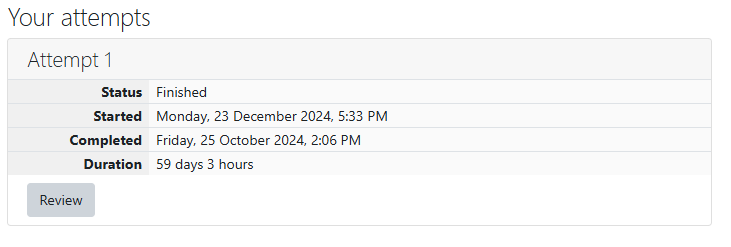 Your attempts
Attempt 1
Status Finished
Started Monday, 23 December 2024, 5:33 PM
Completed Friday, 25 October 2024, 2:06 PM
Duration 59 days 3 hours
Review